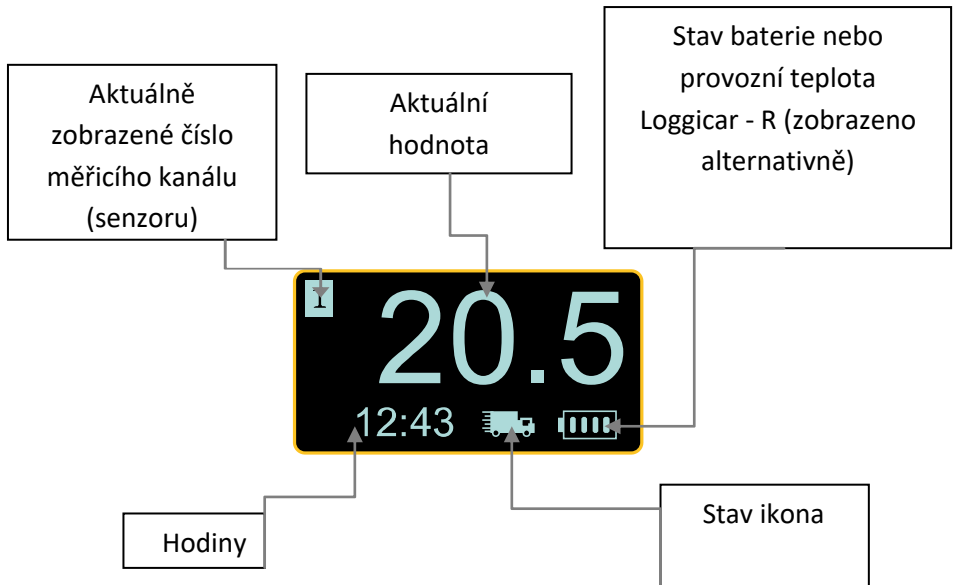 Stav baterie nebo
provozní teplota
Loggicar - R (zobrazeno
alternativně)
Aktuálně
zobrazené číslo
měřicího kanálu
(senzoru)
Aktuální
hodnota
1
20.5
12:43
Hodiny
Stav ikona